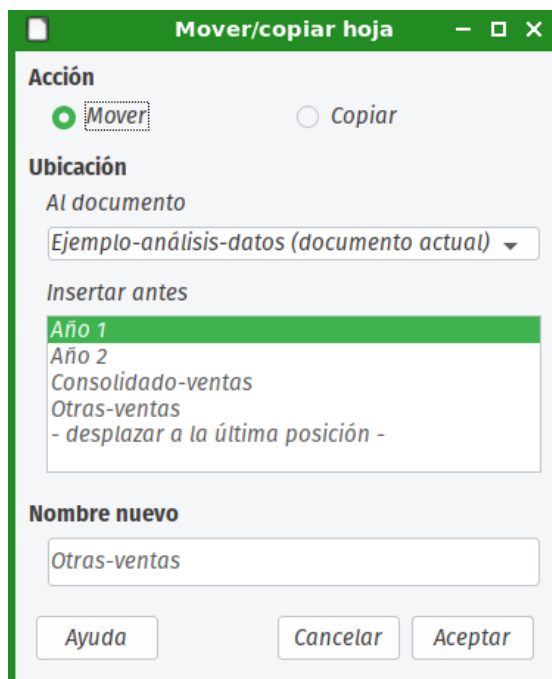 Mover/copiar hoja
Acción
Mover Copiar
Ubicación
Al documento
Ejemplo-análisis-datos (documento actual)
Insertar antes
Año 1
Año 2
Consolidado-ventas
Otras-ventas
- desplazar a la última posición -
Nombre nuevo
Otras-ventas
Ayuda Cancelar Aceptar